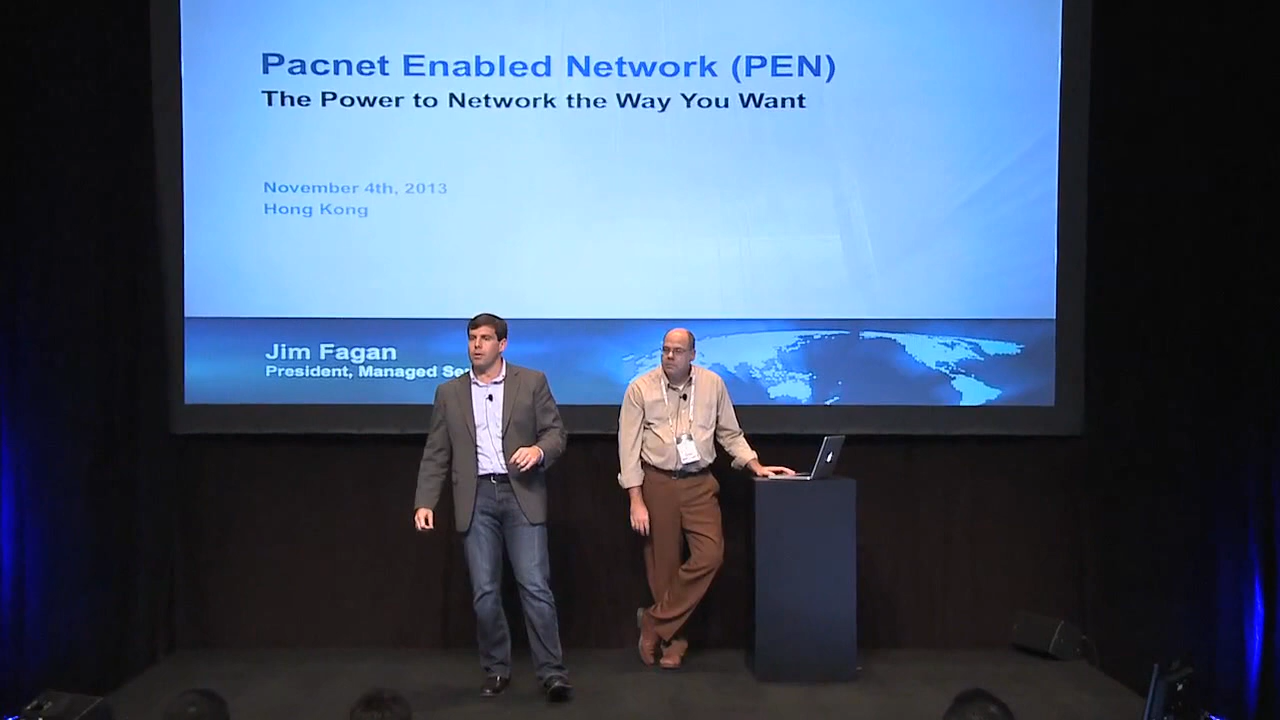 Pacnet Enabled Network (PEN)
The Power to Network the Way You Want
November 4th, 2013
Hong Kong
Jim Fagan
President, Managed